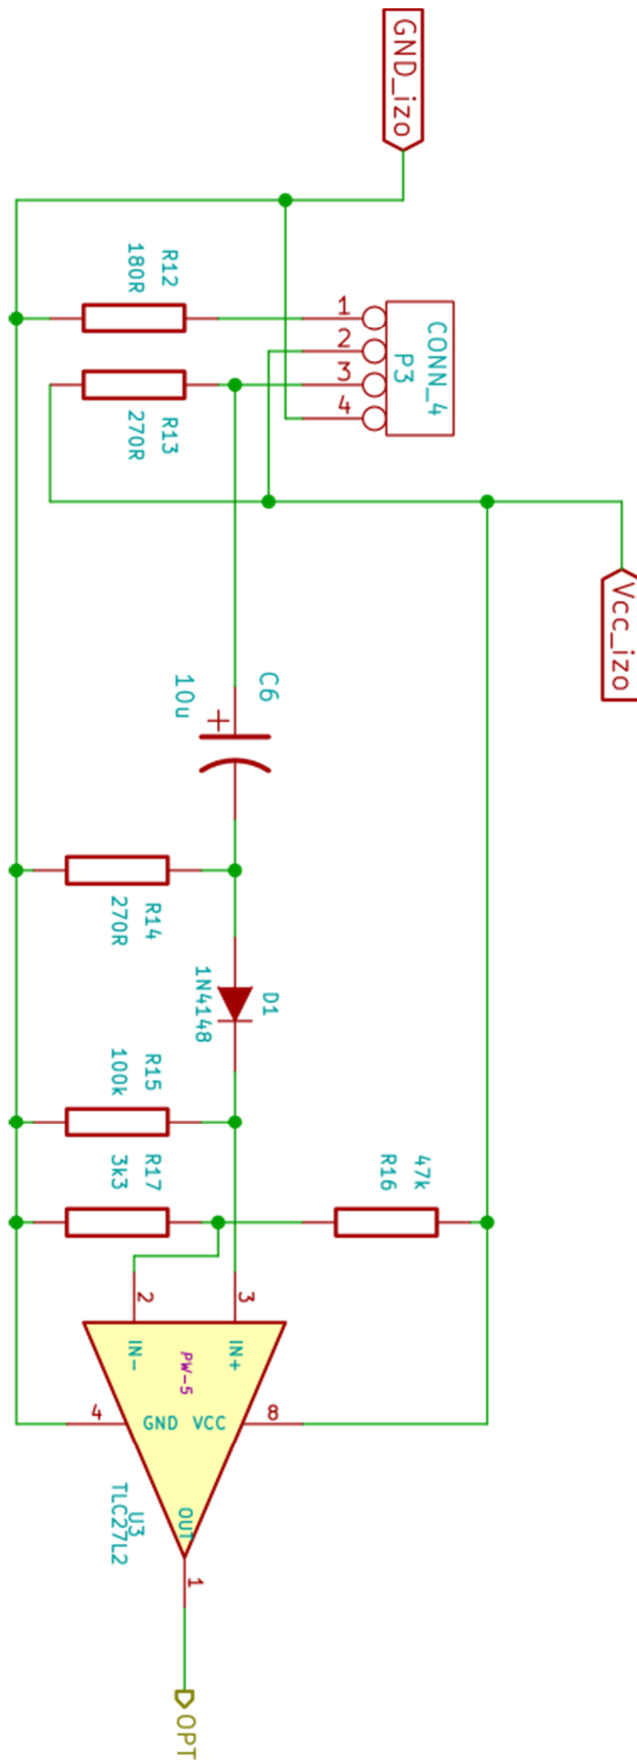 GND_izo
R12
180R
1
2
3
4
CONN_4
P3
R13
270R
Vcc_izo
C6
10u
+
R14
270R
D1
1N4148
R15
100k
R17
3k3
47k
R16
2
3
IN-
IN+
PW-5
4
GND
VCC
8
OUT
U3
TLC27L2
1
OPT